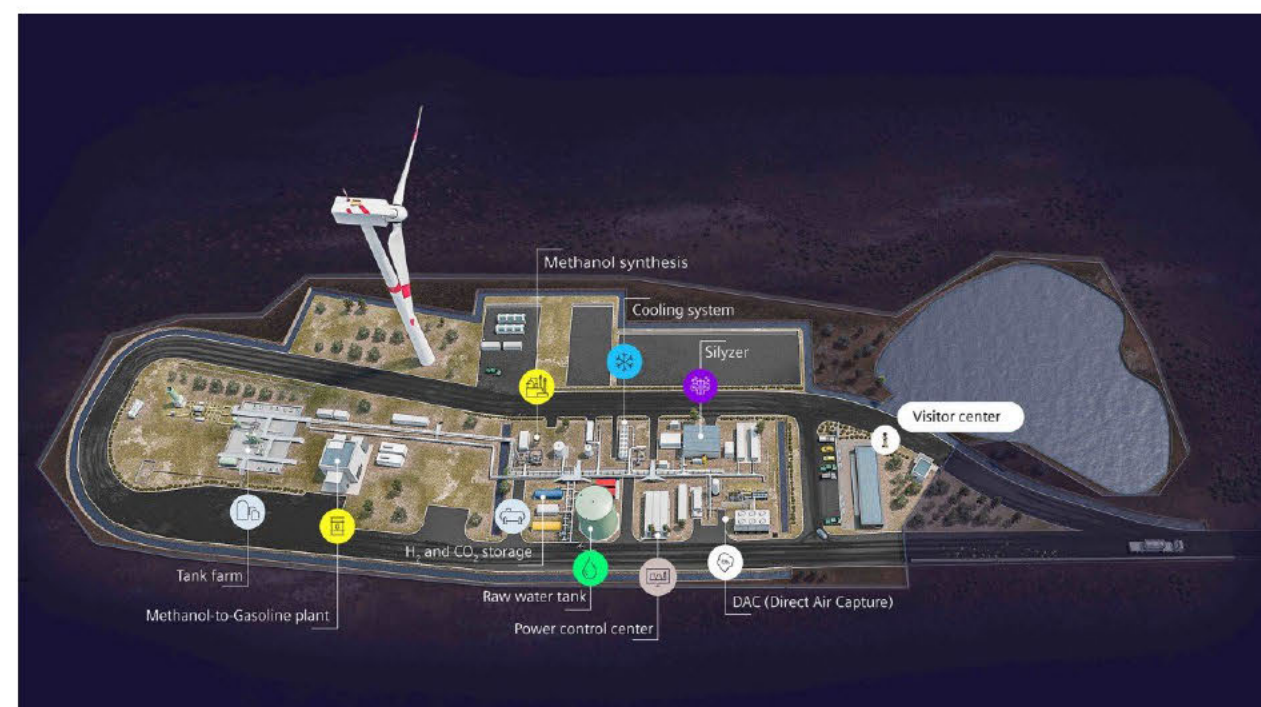 Methanol synthesis
Cooling system
Silyzer
Visitor center
H₂ and CO₂ storage
Tank farm
Raw water tank
DAC (Direct Air Capture)
Methanol-to-Gasoline plant
Power control center